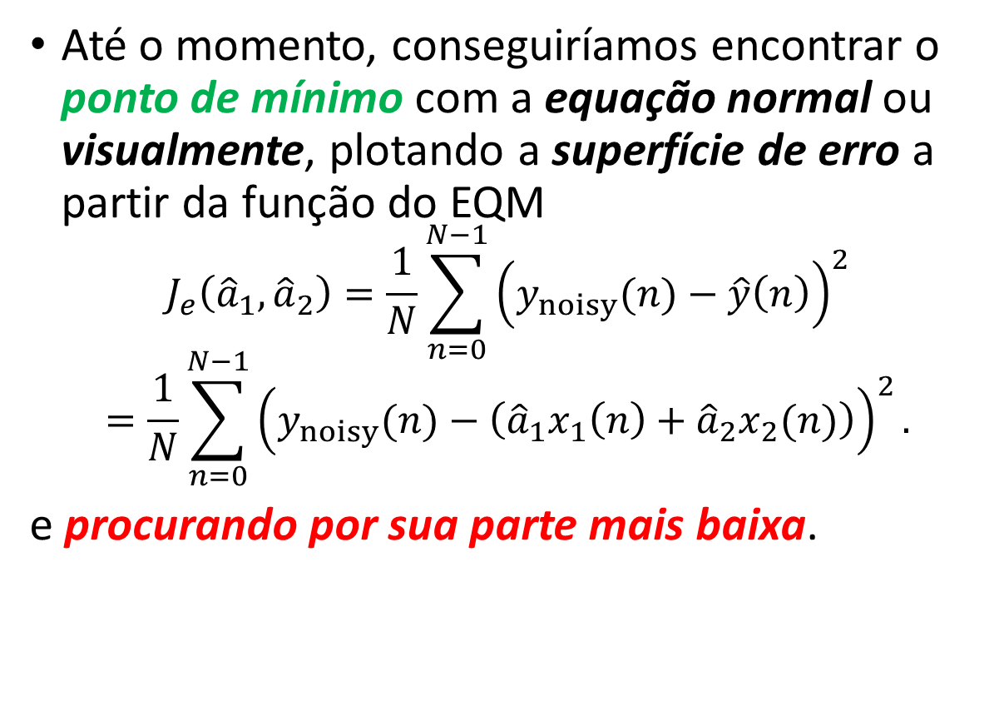 • Até o momento, conseguiríamos encontrar o
ponto de mínimo com a equação normal ou
visualmente, plotando a superfície de erro a
partir da função do EQM
$J_e(\hat{a}_1, \hat{a}_2) = \frac{1}{N} \sum_{n=0}^{N-1} \left( y_{\text{noisy}}(n) - \hat{y}(n) \right)^2$
$= \frac{1}{N} \sum_{n=0}^{N-1} \left( y_{\text{noisy}}(n) - (\hat{a}_1 x_1(n) + \hat{a}_2 x_2(n)) \right)^2.$
e procurando por sua parte mais baixa.